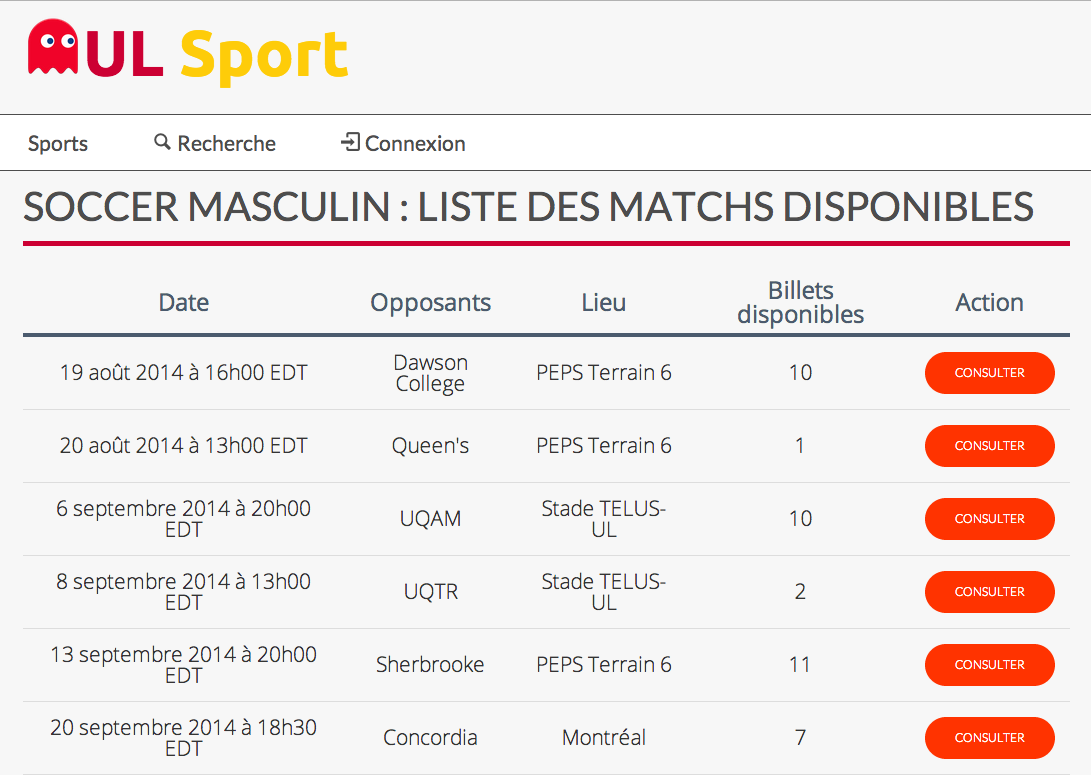 UL Sport
Sports Recherche Connexion
SOCCER MASCULIN : LISTE DES MATCHS DISPONIBLES
Date Opposants Lieu Billets disponibles Action
19 août 2014 à 16h00 EDT Dawson College PEPS Terrain 6 10 CONSULTER
20 août 2014 à 13h00 EDT Queen's PEPS Terrain 6 1 CONSULTER
6 septembre 2014 à 20h00 EDT UQAM Stade TELUS-UL 10 CONSULTER
8 septembre 2014 à 13h00 EDT UQTR Stade TELUS-UL 2 CONSULTER
13 septembre 2014 à 20h00 EDT Sherbrooke PEPS Terrain 6 11 CONSULTER
20 septembre 2014 à 18h30 EDT Concordia Montréal 7 CONSULTER